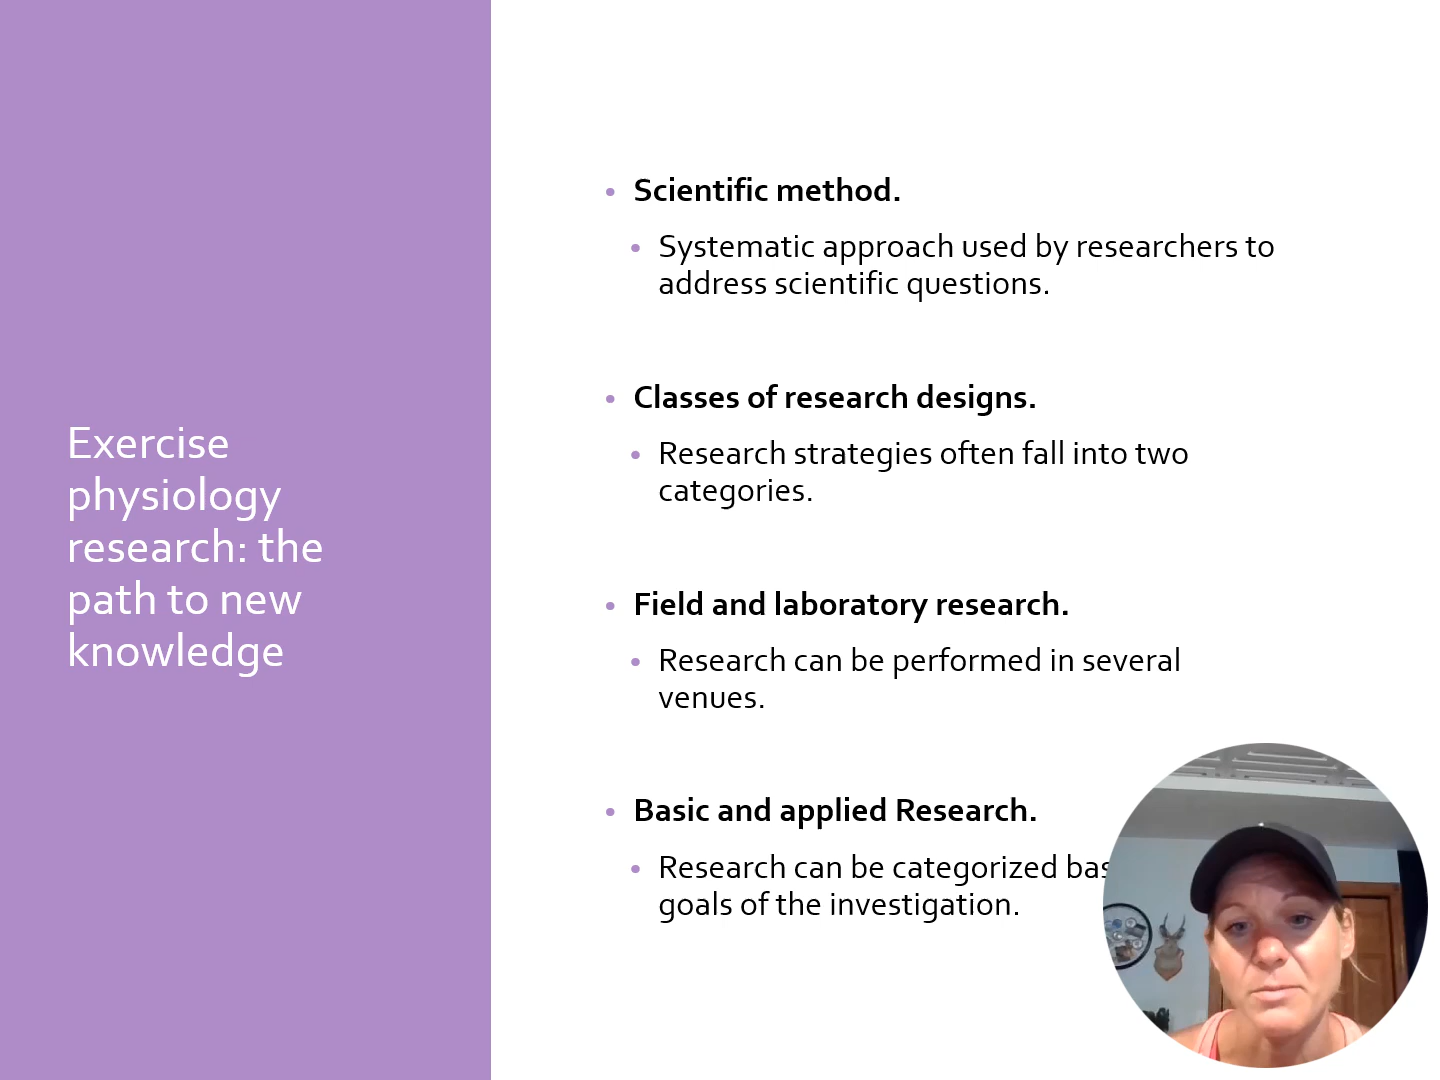 Exercise
physiology
research: the
path to new
knowledge
• Scientific method.
• Systematic approach used by researchers to
address scientific questions.
• Classes of research designs.
• Research strategies often fall into two
categories.
• Field and laboratory research.
• Research can be performed in several
venues.
• Basic and applied Research.
• Research can be categorized
goals of the investigation.